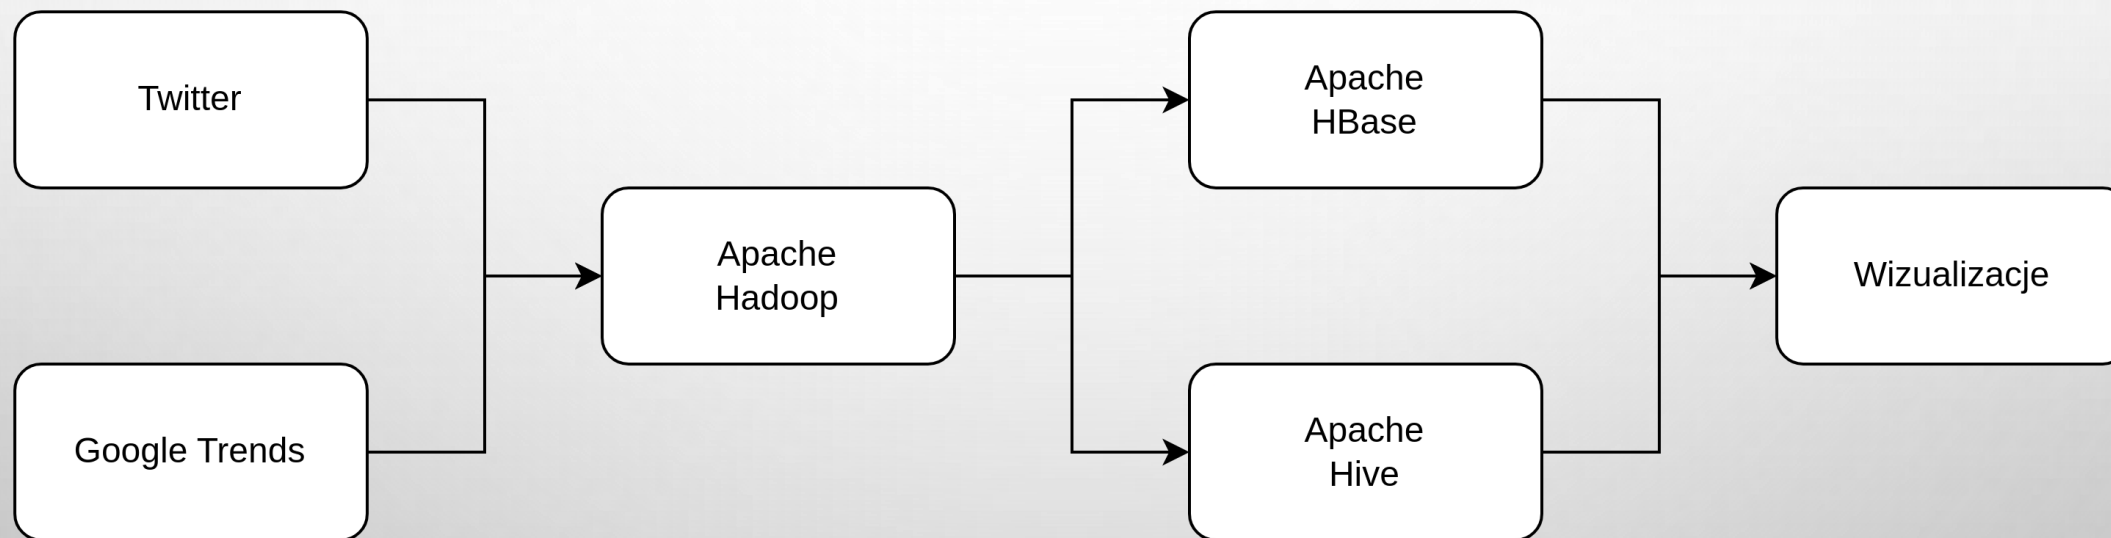 Twitter
Google Trends
Apache
Hadoop
Apache
HBase
Apache
Hive
Wizualizacje